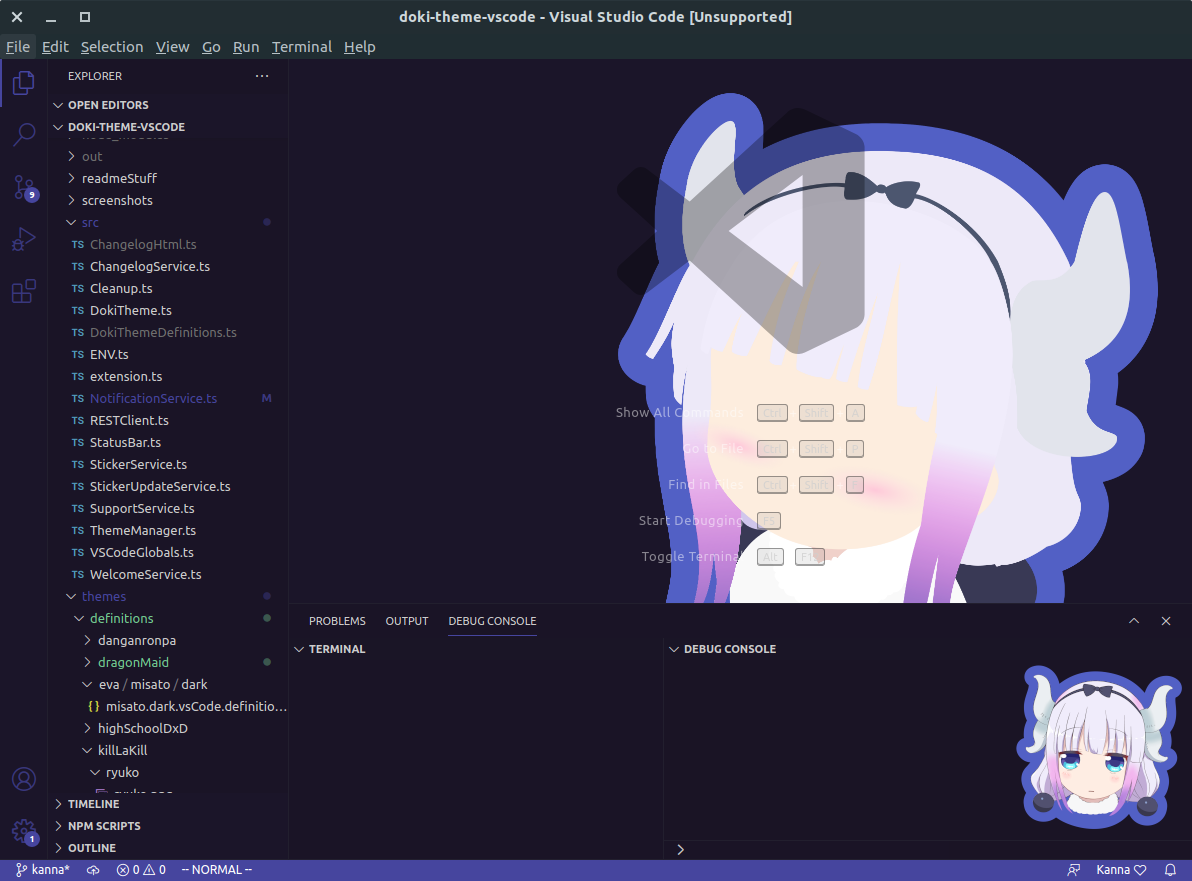 doki-theme-vscode - Visual Studio Code [Unsupported]
File Edit Selection View Go Run Terminal Help
EXPLORER
OPEN EDITORS
DOKI-THEME-VSCODE
out
readmeStuff
screenshots
src
TS ChangelogHtml.ts
TS ChangelogService.ts
TS Cleanup.ts
TS DokiTheme.ts
TS DokiThemeDefinitions.ts
TS ENV.ts
TS extension.ts
TS NotificationService.ts M
TS RESTClient.ts
TS StatusBar.ts
TS StickerService.ts
TS StickerUpdateService.ts
TS SupportService.ts
TS ThemeManager.ts
TS VSCodeGlobals.ts
TS WelcomeService.ts
themes
definitions
danganronpa
dragonMaid
eva / misato / dark
{} misato.dark.vsCode.definitio...
highSchoolDxD
killLaKill
ryuko
TIMELINE
NPM SCRIPTS
OUTLINE
9
1
Show All Commands Ctrl Shift A
Go to File Ctrl Shift P
Find in Files Ctrl Shift
Start Debugging F5
Toggle Terminal Alt
PROBLEMS OUTPUT DEBUG CONSOLE
TERMINAL
DEBUG CONSOLE
kanna* 0 0 -- NORMAL -- Kanna ♡